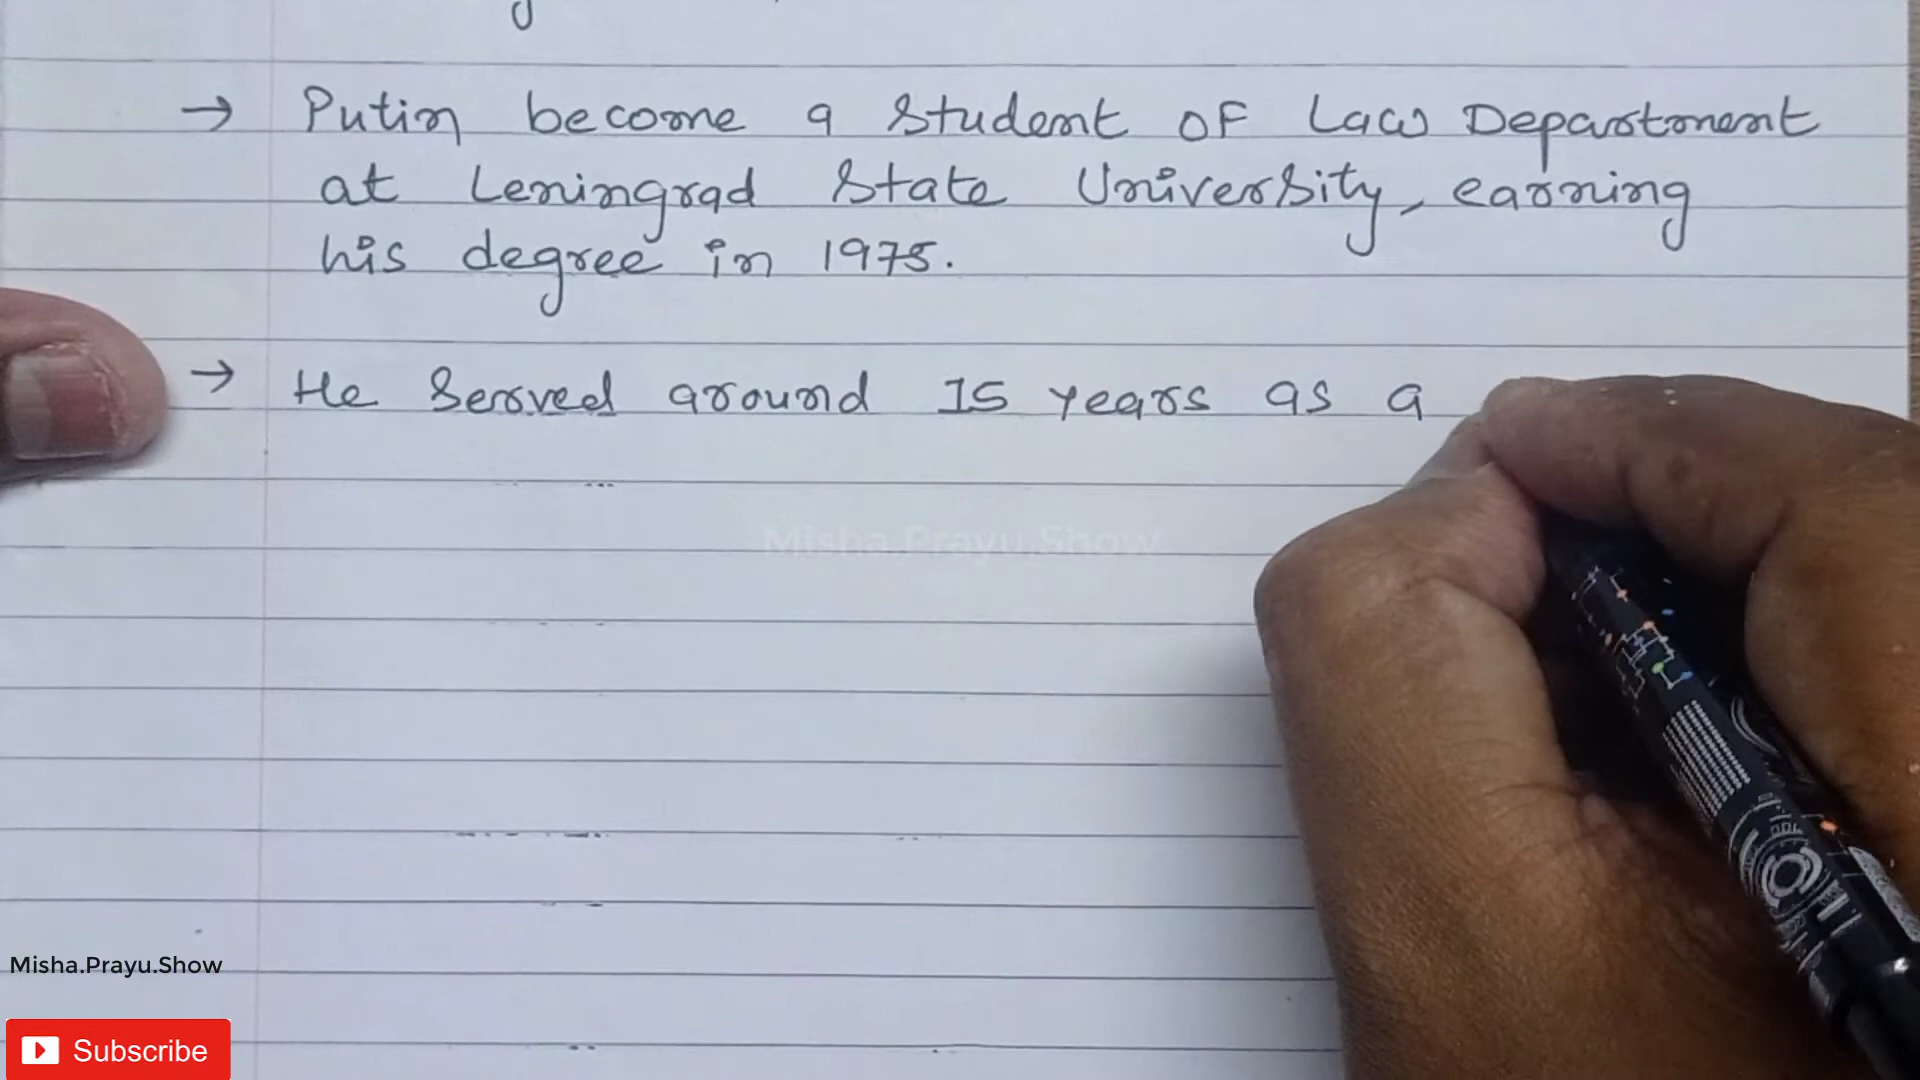 → Putin become a student of Law Department
at Leningrad State University, earning
his degree in 1975.
→ He served around 15 years as a
Misha.Prayu.Show
Misha.Prayu.Show
Subscribe